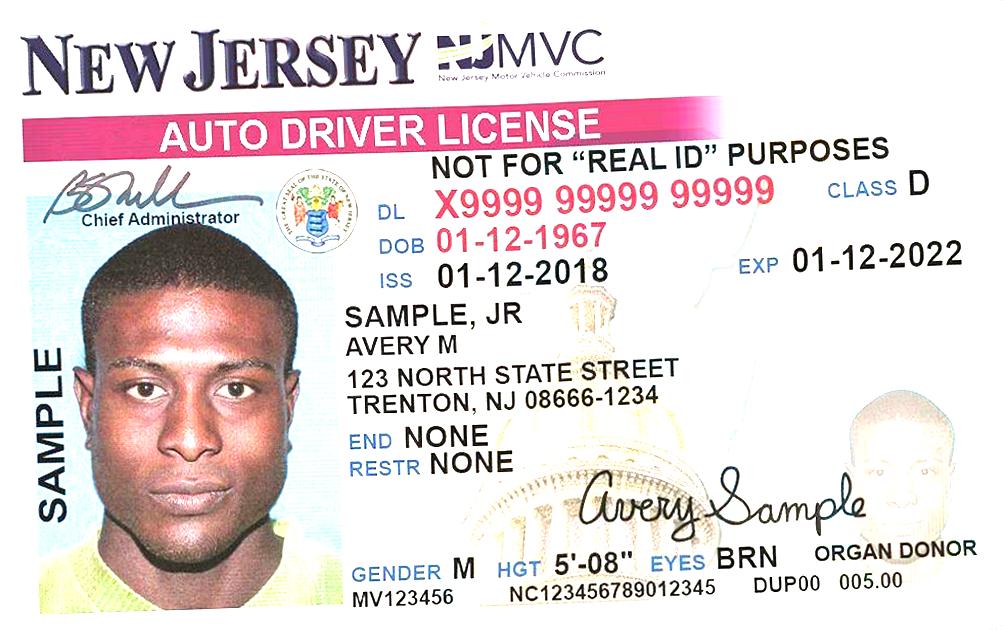 NEW JERSEY NJMVC
New Jersey Motor Vehicle Commission
AUTO DRIVER LICENSE
NOT FOR “REAL ID” PURPOSES
Chief Administrator
THE GREAT SEAL OF THE STATE OF NEW JERSEY
DL X9999 99999 99999 CLASS D
DOB 01-12-1967
ISS 01-12-2018 EXP 01-12-2022
SAMPLE, JR
AVERY M
123 NORTH STATE STREET
TRENTON, NJ 08666-1234
END NONE
RESTR NONE
SAMPLE
Avery Sample
GENDER M HGT 5'-08" EYES BRN ORGAN DONOR
MV123456 NC123456789012345 DUP00 005.00